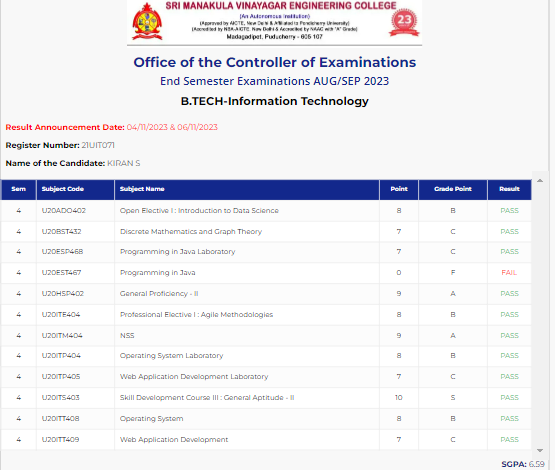 SRI MANAKULA VINAYAGAR ENGINEERING COLLEGE
(An Autonomous Institution)
(Approved by AICTE, New Delhi & Affiliated to Pondicherry University)
(Accredited by NBA-AICTE, New Delhi & Accredited by NAAC with "A" Grade)
Madagadipet, Puducherry - 605 107
23
Office of the Controller of Examinations
End Semester Examinations AUG/SEP 2023
B.TECH-Information Technology
Result Announcement Date: 04/11/2023 & 06/11/2023
Register Number: 21UIT071
Name of the Candidate: KIRAN S
Sem Subject Code Subject Name Point Grade Point Result
4 U20ADO402 Open Elective I : Introduction to Data Science 8 B PASS
4 U20BST432 Discrete Mathematics and Graph Theory 7 C PASS
4 U20ESP468 Programming in Java Laboratory 7 C PASS
4 U20EST467 Programming in Java 0 F FAIL
4 U20HSP402 General Proficiency - II 9 A PASS
4 U20ITE404 Professional Elective I : Agile Methodologies 8 B PASS
4 U20ITM404 NSS 9 A PASS
4 U20ITP404 Operating System Laboratory 8 B PASS
4 U20ITP405 Web Application Development Laboratory 7 C PASS
4 U20ITS403 Skill Development Course III : General Aptitude - II 10 S PASS
4 U20ITT408 Operating System 8 B PASS
4 U20ITT409 Web Application Development 7 C PASS
SGPA: 6.59